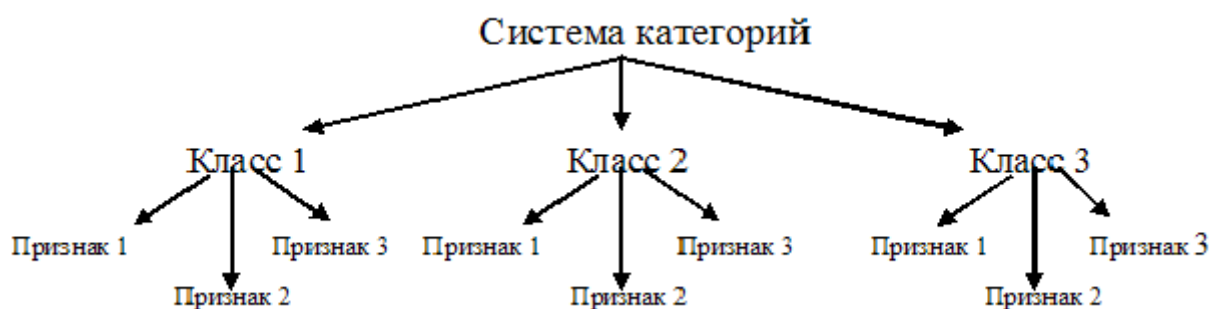 Система категорий
Класс 1 Класс 2 Класс 3
Признак 1 Признак 3 Признак 1 Признак 3 Признак 1 Признак 3
Признак 2 Признак 2 Признак 2